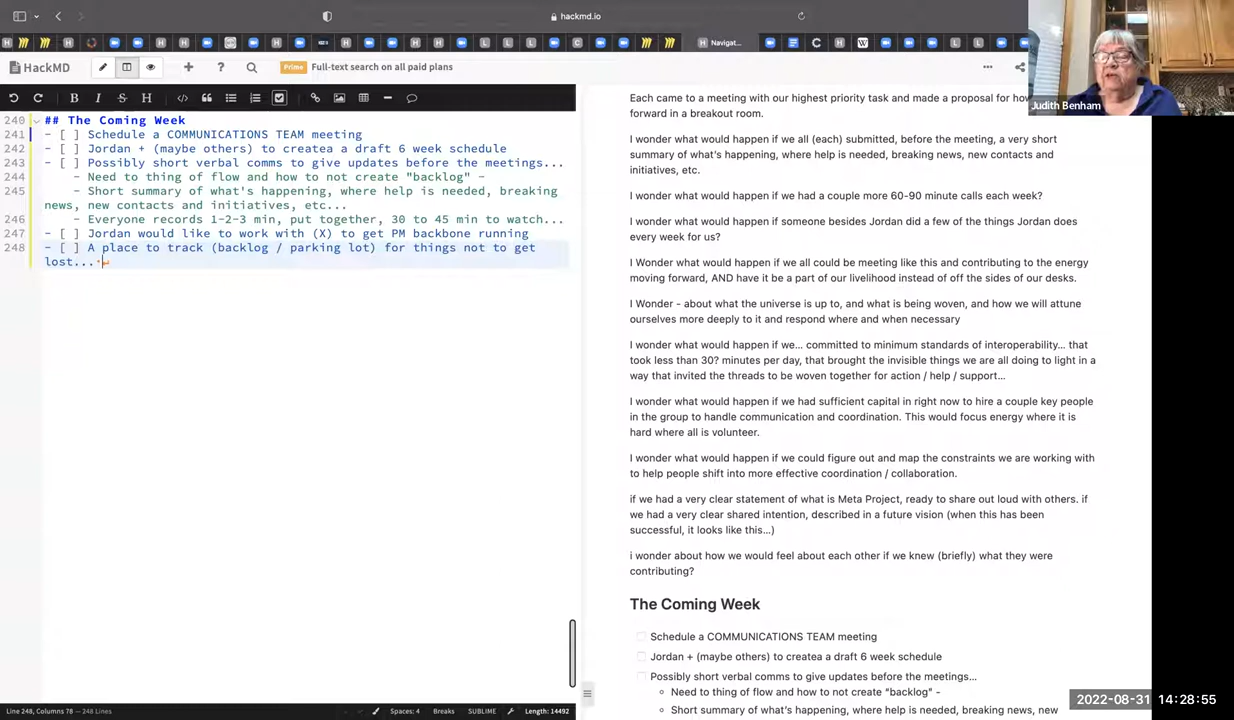 hackmd.io
Navigat...
HackMD
Prime Full-text search on all paid plans
Judith Benham
240 ## The Coming Week
241 - [ ] Schedule a COMMUNICATIONS TEAM meeting
242 - [ ] Jordan + (maybe others) to createa a draft 6 week schedule
243 - [ ] Possibly short verbal comms to give updates before the meetings...
244 - Need to thing of flow and how to not create "backlog" -
245 - Short summary of what's happening, where help is needed, breaking
news, new contacts and initiatives, etc...
246 - Everyone records 1-2-3 min, put together, 30 to 45 min to watch...
247 - [ ] Jordan would like to work with (X) to get PM backbone running
248 - [ ] A place to track (backlog / parking lot) for things not to get
lost...
Line 248, Columns 78 — 248 Lines
Spaces: 4 Breaks SUBLIME Length: 14492
Each came to a meeting with our highest priority task and made a proposal for how
forward in a breakout room.
I wonder what would happen if we all (each) submitted, before the meeting, a very short
summary of what's happening, where help is needed, breaking news, new contacts and
initiatives, etc.
I wonder what would happen if we had a couple more 60-90 minute calls each week?
I wonder what would happen if someone besides Jordan did a few of the things Jordan does
every week for us?
I Wonder what would happen if we all could be meeting like this and contributing to the energy
moving forward, AND have it be a part of our livelihood instead of off the sides of our desks.
I Wonder - about what the universe is up to, and what is being woven, and how we will attune
ourselves more deeply to it and respond where and when necessary
I wonder what would happen if we... committed to minimum standards of interoperability... that
took less than 30? minutes per day, that brought the invisible things we are all doing to light in a
way that invited the threads to be woven together for action / help / support...
I wonder what would happen if we had sufficient capital in right now to hire a couple key people
in the group to handle communication and coordination. This would focus energy where it is
hard where all is volunteer.
I wonder what would happen if we could figure out and map the constraints we are working with
to help people shift into more effective coordination / collaboration.
if we had a very clear statement of what is Meta Project, ready to share out loud with others. if
we had a very clear shared intention, described in a future vision (when this has been
successful, it looks like this...)
i wonder about how we would feel about each other if we knew (briefly) what they were
contributing?
The Coming Week
Schedule a COMMUNICATIONS TEAM meeting
Jordan + (maybe others) to createa a draft 6 week schedule
Possibly short verbal comms to give updates before the meetings...
Need to thing of flow and how to not create "backlog" -
Short summary of what's happening, where help is needed, breaking news, new
2022-08-31 14:28:55